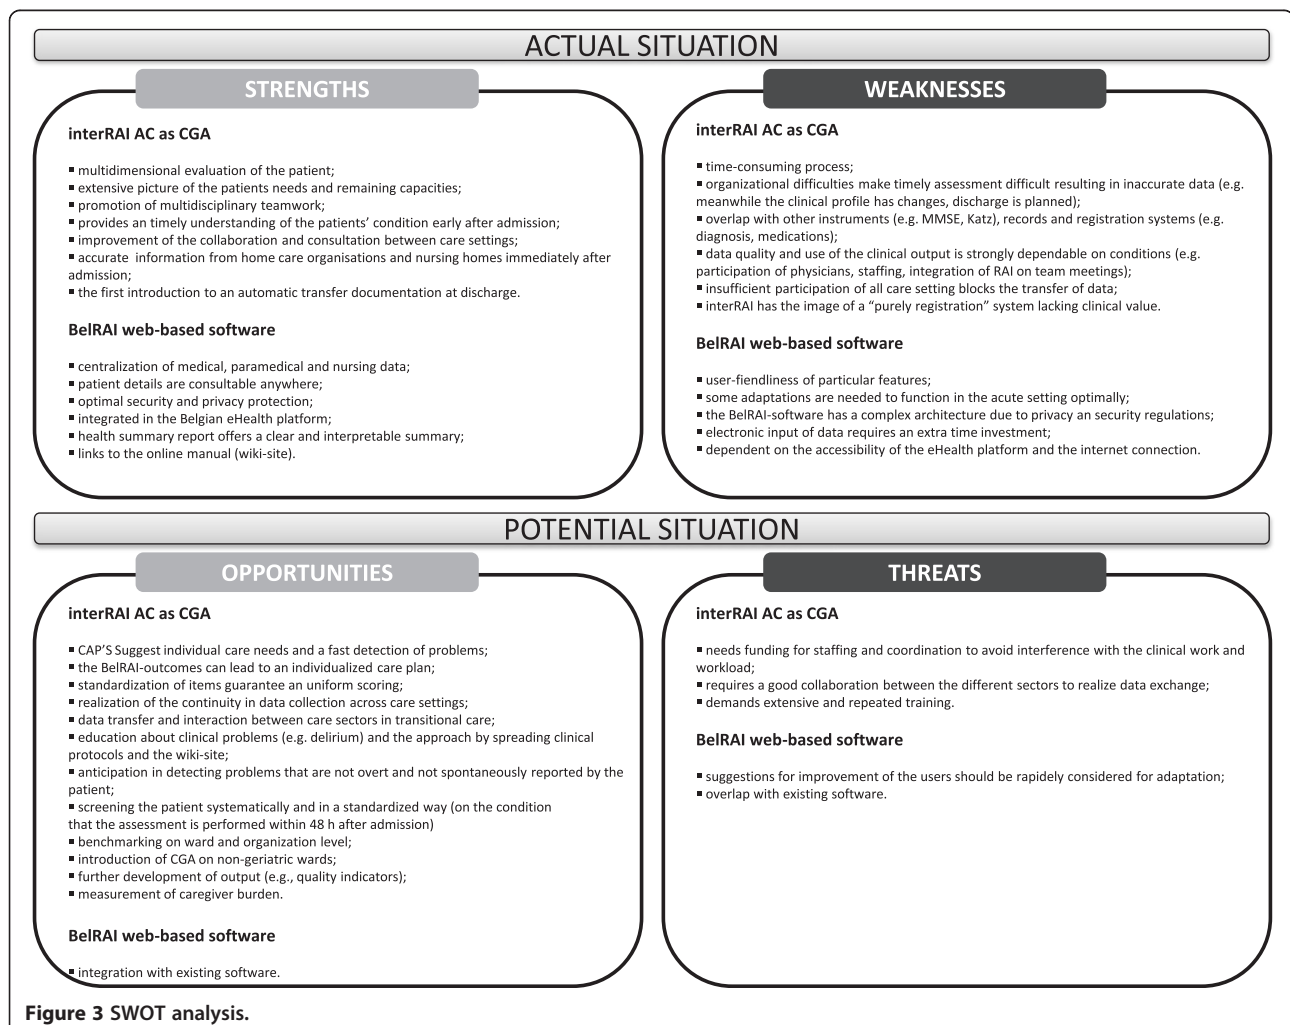 ACTUAL SITUATION
STRENGTHS
interRAI AC as CGA
▪ multidimensional evaluation of the patient;
▪ extensive picture of the patients needs and remaining capacities;
▪ promotion of multidisciplinary teamwork;
▪ provides an timely understanding of the patients' condition early after admission;
▪ improvement of the collaboration and consultation between care settings;
▪ accurate information from home care organisations and nursing homes immediately after
admission;
▪ the first introduction to an automatic transfer documentation at discharge.
BelRAI web-based software
▪ centralization of medical, paramedical and nursing data;
▪ patient details are consultable anywhere;
▪ optimal security and privacy protection;
▪ integrated in the Belgian eHealth platform;
▪ health summary report offers a clear and interpretable summary;
▪ links to the online manual (wiki-site).
WEAKNESSES
interRAI AC as CGA
▪ time-consuming process;
▪ organizational difficulties make timely assessment difficult resulting in inaccurate data (e.g.
meanwhile the clinical profile has changes, discharge is planned);
▪ overlap with other instruments (e.g. MMSE, Katz), records and registration systems (e.g.
diagnosis, medications);
▪ data quality and use of the clinical output is strongly dependable on conditions (e.g.
participation of physicians, staffing, integration of RAI on team meetings);
▪ insufficient participation of all care setting blocks the transfer of data;
▪ interRAI has the image of a "purely registration" system lacking clinical value.
BelRAI web-based software
▪ user-fiendliness of particular features;
▪ some adaptations are needed to function in the acute setting optimally;
▪ the BelRAI-software has a complex architecture due to privacy an security regulations;
▪ electronic input of data requires an extra time investment;
▪ dependent on the accessibility of the eHealth platform and the internet connection.
POTENTIAL SITUATION
OPPORTUNITIES
interRAI AC as CGA
▪ CAP'S Suggest individual care needs and a fast detection of problems;
▪ the BelRAI-outcomes can lead to an individualized care plan;
▪ standardization of items guarantee an uniform scoring;
▪ realization of the continuity in data collection across care settings;
▪ data transfer and interaction between care sectors in transitional care;
▪ education about clinical problems (e.g. delirium) and the approach by spreading clinical
protocols and the wiki-site;
▪ anticipation in detecting problems that are not overt and not spontaneously reported by the
patient;
▪ screening the patient systematically and in a standardized way (on the condition
that the assessment is performed within 48 h after admission)
▪ benchmarking on ward and organization level;
▪ introduction of CGA on non-geriatric wards;
▪ further development of output (e.g., quality indicators);
▪ measurement of caregiver burden.
BelRAI web-based software
▪ integration with existing software.
THREATS
interRAI AC as CGA
▪ needs funding for staffing and coordination to avoid interference with the clinical work and
workload;
▪ requires a good collaboration between the different sectors to realize data exchange;
▪ demands extensive and repeated training.
BelRAI web-based software
▪ suggestions for improvement of the users should be rapidely considered for adaptation;
▪ overlap with existing software.
Figure 3 SWOT analysis.